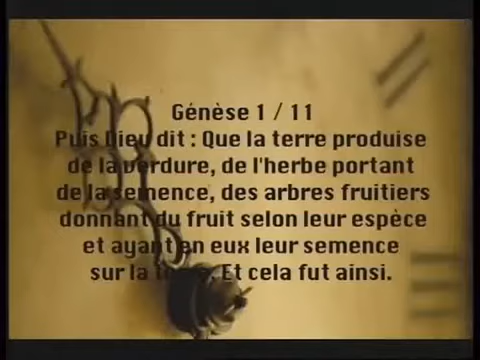 Génèse 1 / 11
Puis Dieu dit : Que la terre produise
de la verdure, de l'herbe portant
de la semence, des arbres fruitiers
donnant du fruit selon leur espèce
et ayant en eux leur semence
sur la terre. Et cela fut ainsi.